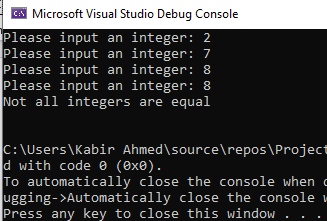 Microsoft Visual Studio Debug Console
Please input an integer: 2
Please input an integer: 7
Please input an integer: 8
Please input an integer: 8
Not all integers are equal
C:\Users\Kabir Ahmed\source\repos\Project
d with code 0 (0x0).
To automatically close the console when d
ugging->Automatically close the console w
Press any key to close this window . . .